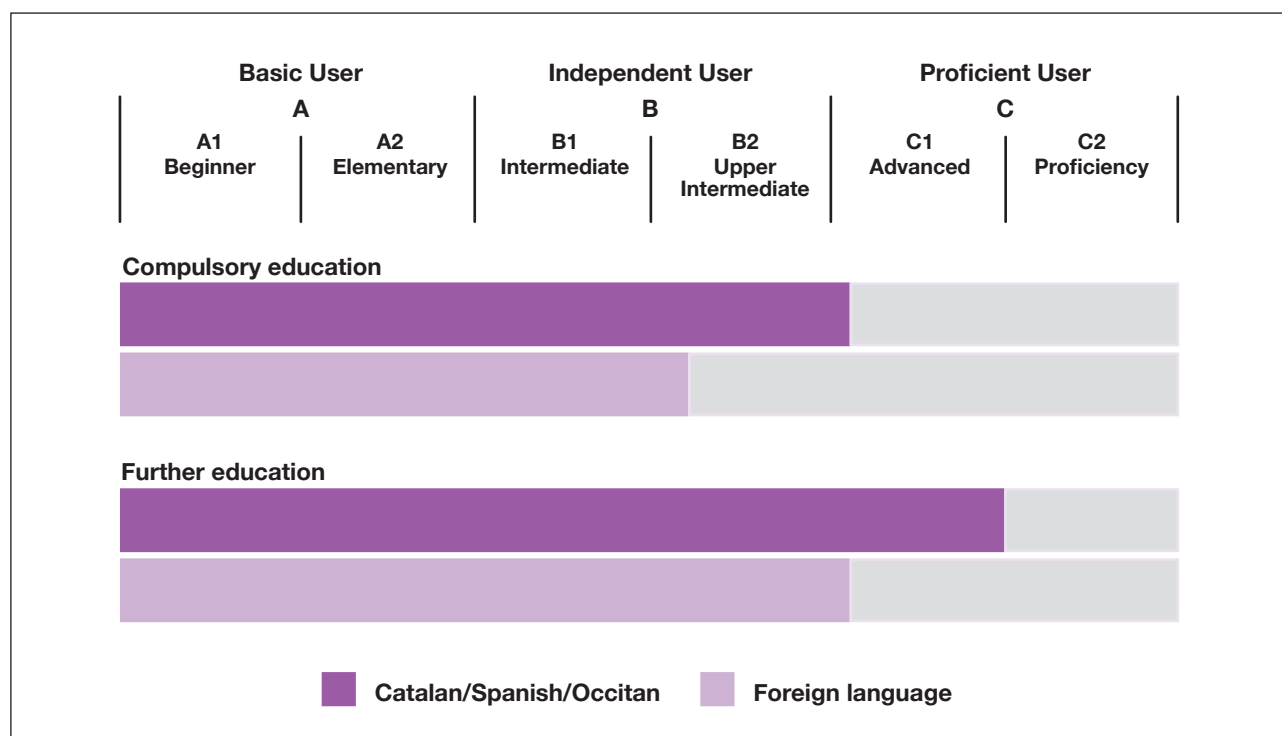 Basic User
Independent User
Proficient User
A
B
C
A1
Beginner
A2
Elementary
B1
Intermediate
B2
Upper
Intermediate
C1
Advanced
C2
Proficiency
Compulsory education
Further education
Catalan/Spanish/Occitan
Foreign language